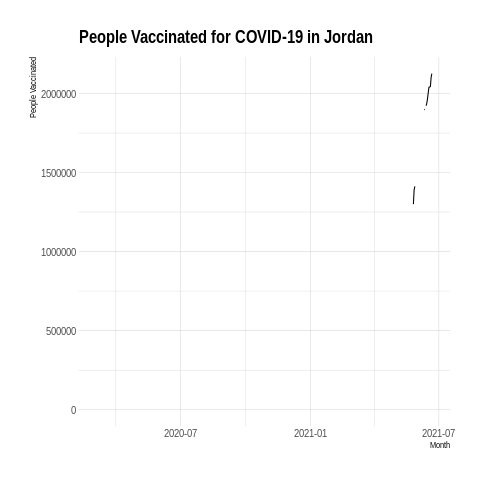 People Vaccinated for COVID-19 in Jordan
People Vaccinated
2000000
1500000
1000000
500000
0
2020-07 2021-01 2021-07
Month